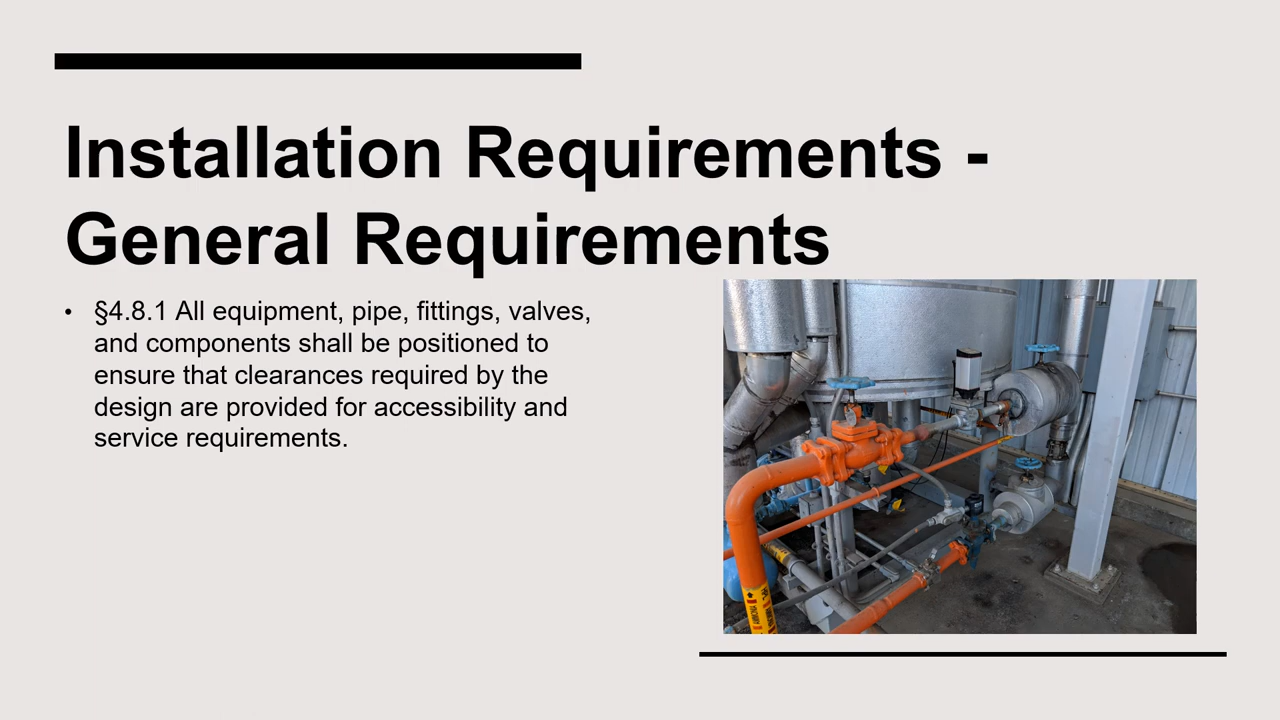 Installation Requirements -
General Requirements
• §4.8.1 All equipment, pipe, fittings, valves,
and components shall be positioned to
ensure that clearances required by the
design are provided for accessibility and
service requirements.